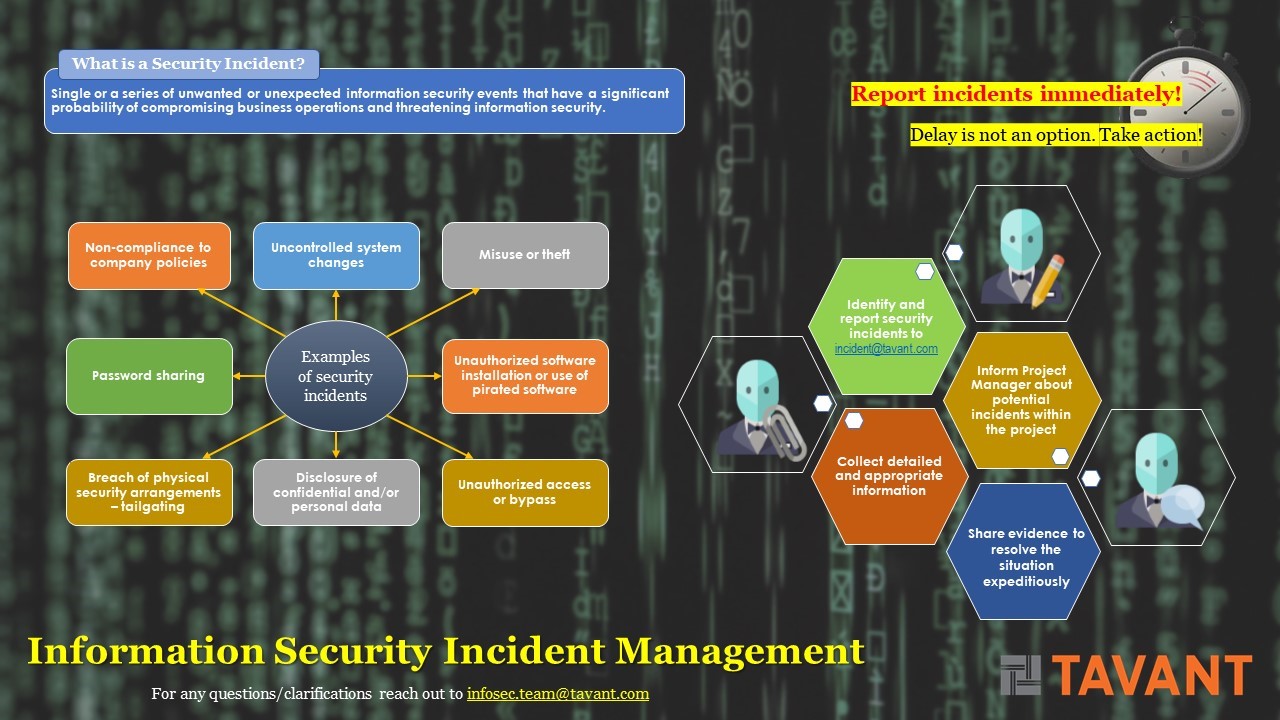 What is a Security Incident?
Single or a series of unwanted or unexpected information security events that have a significant
probability of compromising business operations and threatening information security.
Report incidents immediately!
Delay is not an option. Take action!
Non-compliance to
company policies
Uncontrolled system
changes
Misuse or theft
Password sharing
Examples
of security
incidents
Unauthorized software
installation or use of
pirated software
Breach of physical
security arrangements
– tailgating
Disclosure of
confidential and/or
personal data
Unauthorized access
or bypass
Identify and
report security
incidents to
incident@tavant.com
Inform Project
Manager about
potential
incidents within
the project
Collect detailed
and appropriate
information
Share evidence to
resolve the
situation
expeditiously
Information Security Incident Management
For any questions/clarifications reach out to infosec.team@tavant.com
TAVANT